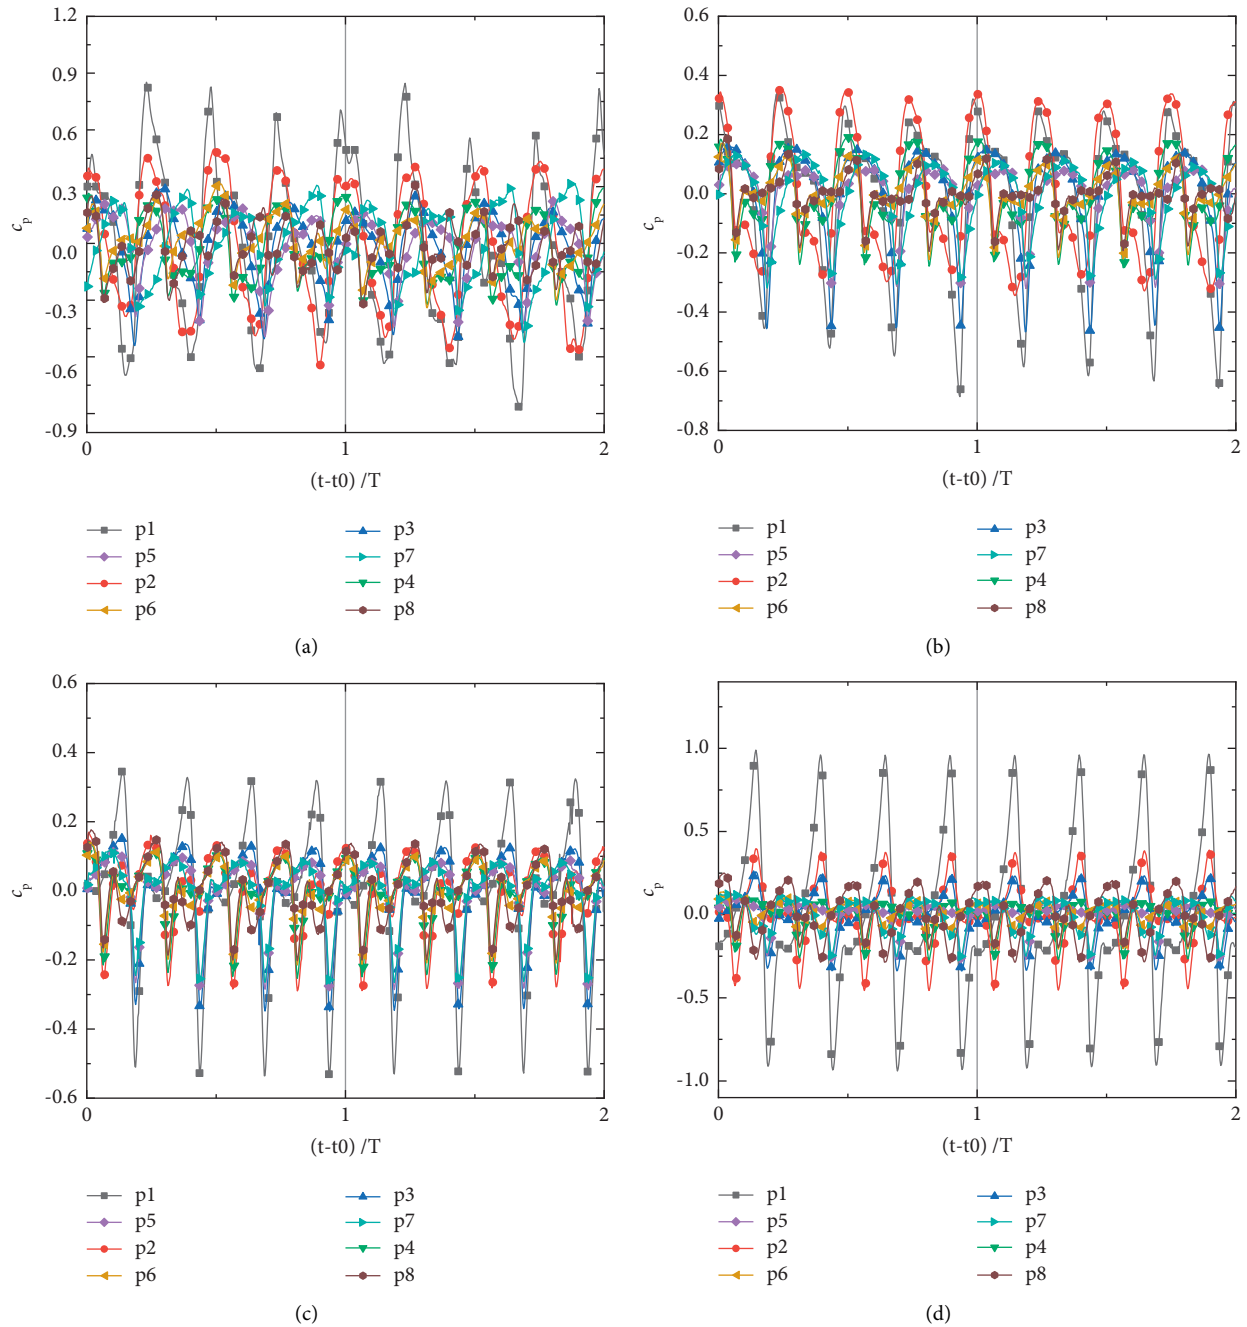 1.2
0.9
0.6
0.3
0.0
-0.3
-0.6
-0.9
cp
0 1 2
(t-t0) /T
p1 p3
p5 p7
p2 p4
p6 p8
(a)
0.6
0.4
0.2
0.0
-0.2
-0.4
-0.6
-0.8
cp
0 1 2
(t-t0) /T
p1 p3
p5 p7
p2 p4
p6 p8
(b)
0.6
0.4
0.2
0.0
-0.2
-0.4
-0.6
cp
0 1 2
(t-t0) /T
p1 p3
p5 p7
p2 p4
p6 p8
(c)
1.0
0.5
0.0
-0.5
-1.0
cp
0 1 2
(t-t0) /T
p1 p3
p5 p7
p2 p4
p6 p8
(d)